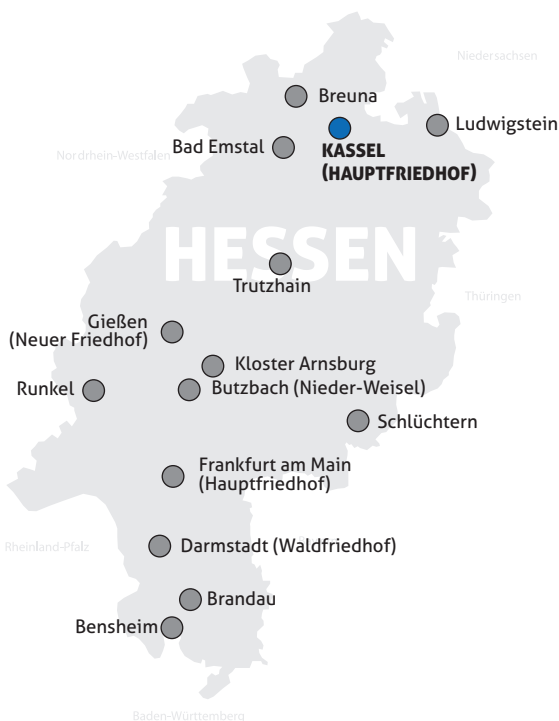 Niedersachsen
Breuna
Ludwigstein
Bad Emstal
KASSEL
(HAUPTFRIEDHOF)
Nordrhein-Westfalen
HESSEN
Trutzhain
Thüringen
Gießen
(Neuer Friedhof)
Kloster Arnsburg
Runkel
Butzbach (Nieder-Weisel)
Schlüchtern
Frankfurt am Main
(Hauptfriedhof)
Rheinland-Pfalz
Darmstadt (Waldfriedhof)
Brandau
Bensheim
Baden-Württemberg